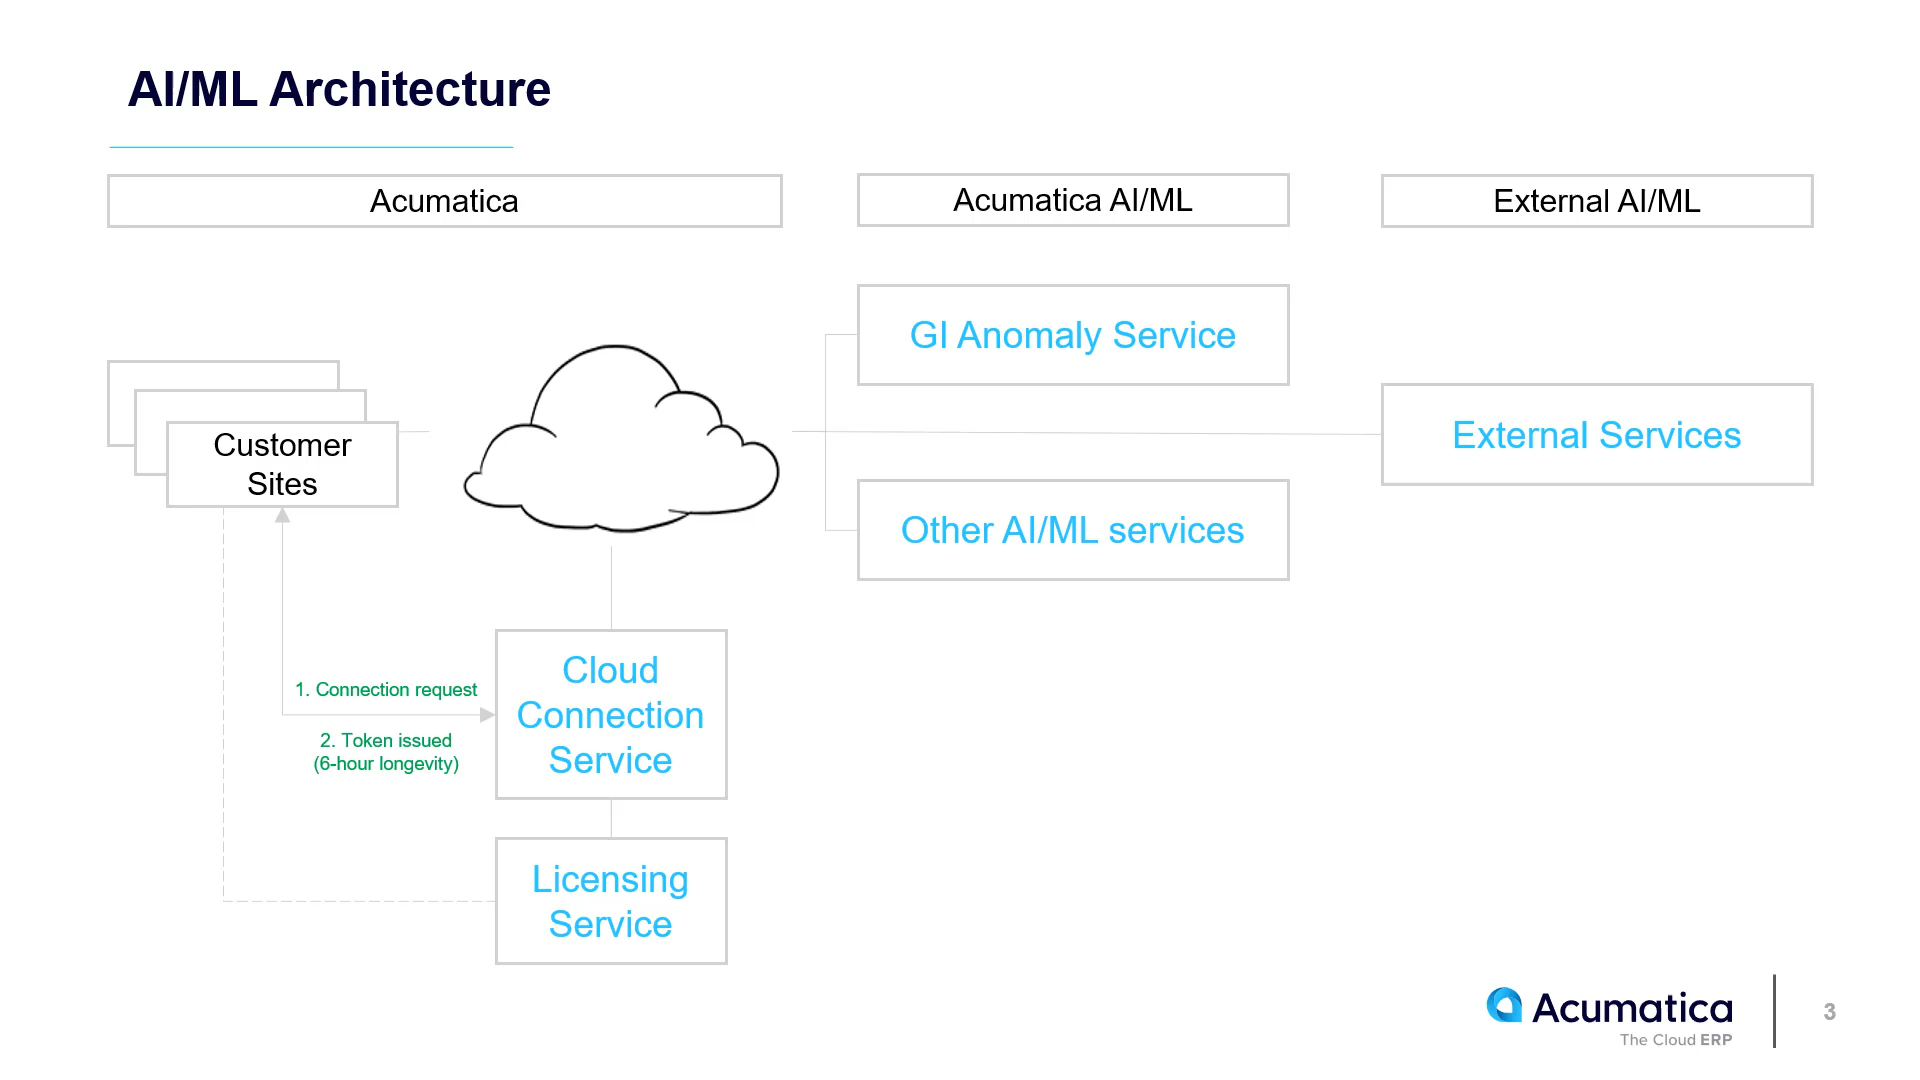 AI/ML Architecture
Acumatica
Acumatica AI/ML
External AI/ML
GI Anomaly Service
Customer
Sites
External Services
Other AI/ML services
Cloud
Connection
Service
1. Connection request
2. Token issued
(6-hour longevity)
Licensing
Service
Acumatica
The Cloud ERP
3